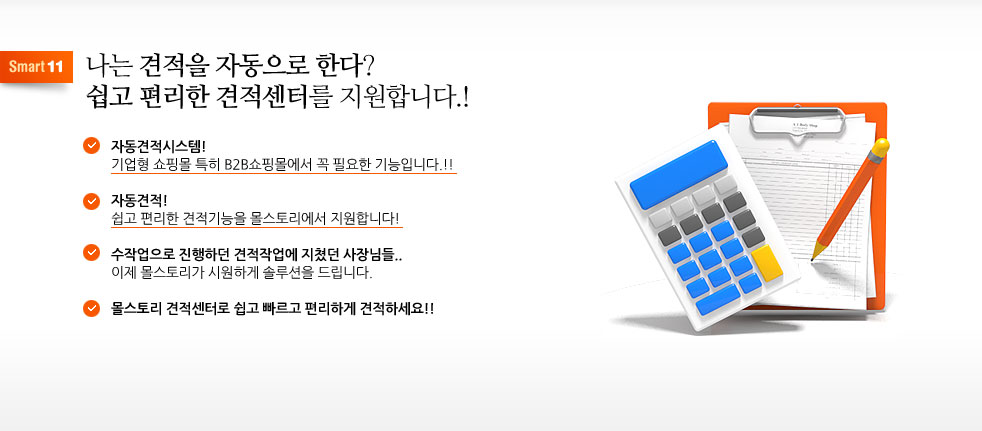 Smart 11
나는 견적을 자동으로 한다?
쉽고 편리한 견적센터를 지원합니다.!
자동견적시스템!
기업형 쇼핑몰 특히 B2B쇼핑몰에서 꼭 필요한 기능입니다.!!
자동견적!
쉽고 편리한 견적기능을 몰스토리에서 지원합니다!
수작업으로 진행하던 견적작업에 지쳤던 사장님들..
이제 몰스토리가 시원하게 솔루션을 드립니다.
몰스토리 견적센터로 쉽고 빠르고 편리하게 견적하세요!!